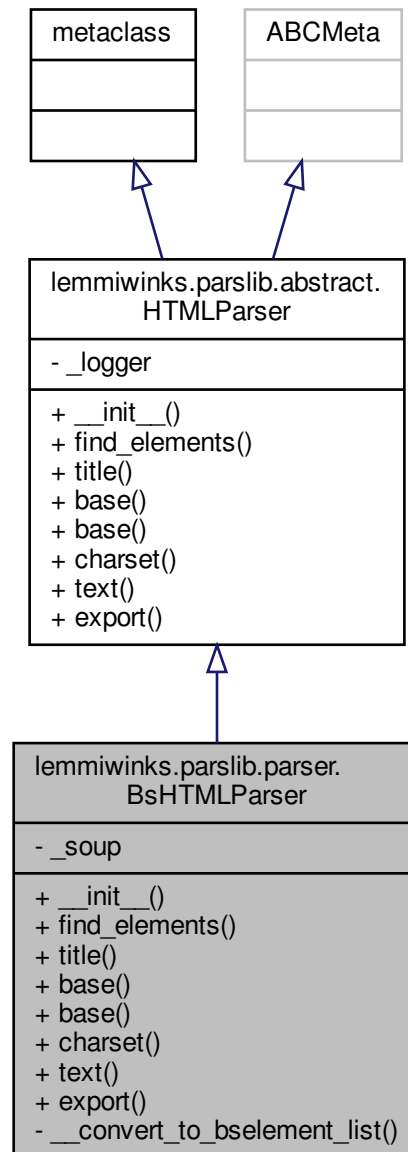 metaclass
ABCMeta
lemmiwinks.parslib.abstract.
HTMLParser
- _logger
+ __init__()
+ find_elements()
+ title()
+ base()
+ base()
+ charset()
+ text()
+ export()
lemmiwinks.parslib.parser.
BsHTMLParser
- _soup
+ __init__()
+ find_elements()
+ title()
+ base()
+ base()
+ charset()
+ text()
+ export()
- __convert_to_bselement_list()